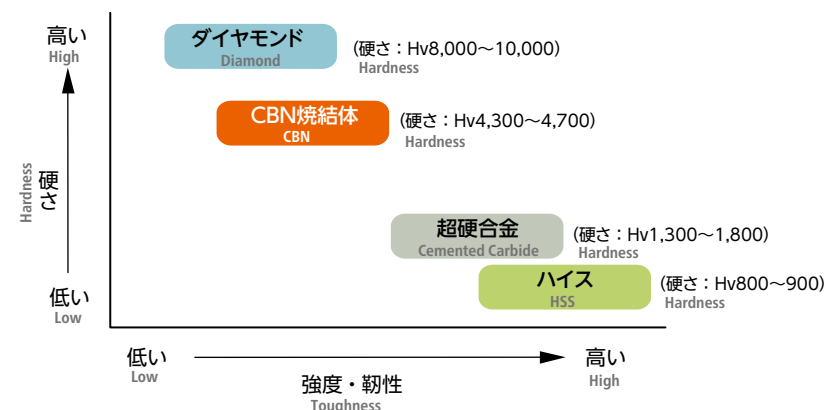 高い
High
ダイヤモンド
Diamond
(硬さ：Hv8,000～10,000)
Hardness
CBN焼結体
CBN
(硬さ：Hv4,300～4,700)
Hardness
硬さ
Hardness
超硬合金
Cemented Carbide
(硬さ：Hv1,300～1,800)
Hardness
ハイス
HSS
(硬さ：Hv800～900)
Hardness
低い
Low
低い
Low
強度・靭性
Toughness
高い
High